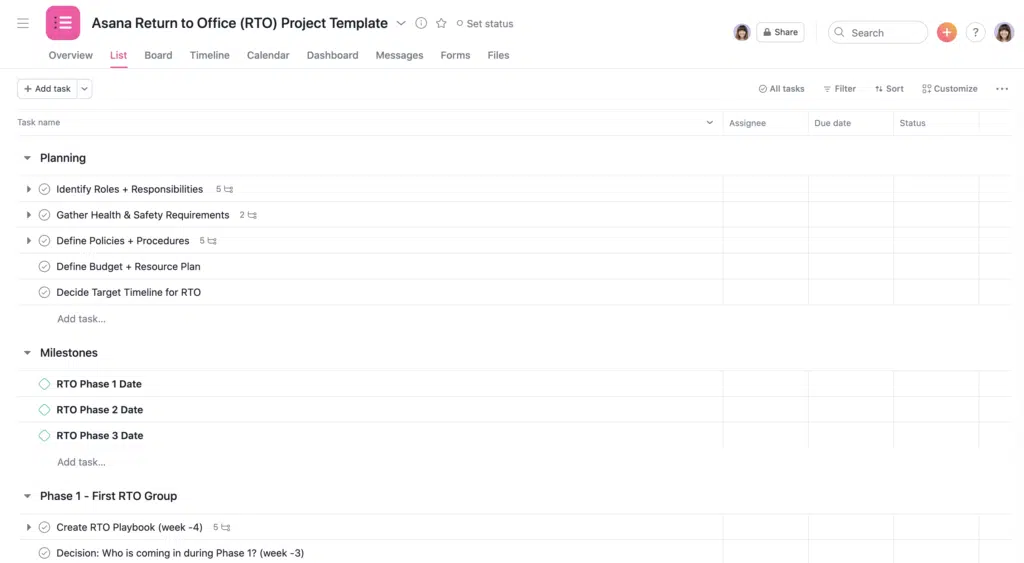 Asana Return to Office (RTO) Project Template
Set status
Share
Search
?
Overview List Board Timeline Calendar Dashboard Messages Forms Files
+ Add task
All tasks Filter Sort Customize
Task name Assignee Due date Status
Planning
Identify Roles + Responsibilities 5
Gather Health & Safety Requirements 2
Define Policies + Procedures 5
Define Budget + Resource Plan
Decide Target Timeline for RTO
Add task...
Milestones
RTO Phase 1 Date
RTO Phase 2 Date
RTO Phase 3 Date
Add task...
Phase 1 - First RTO Group
Create RTO Playbook (week -4) 5
Decision: Who is coming in during Phase 1? (week -3)